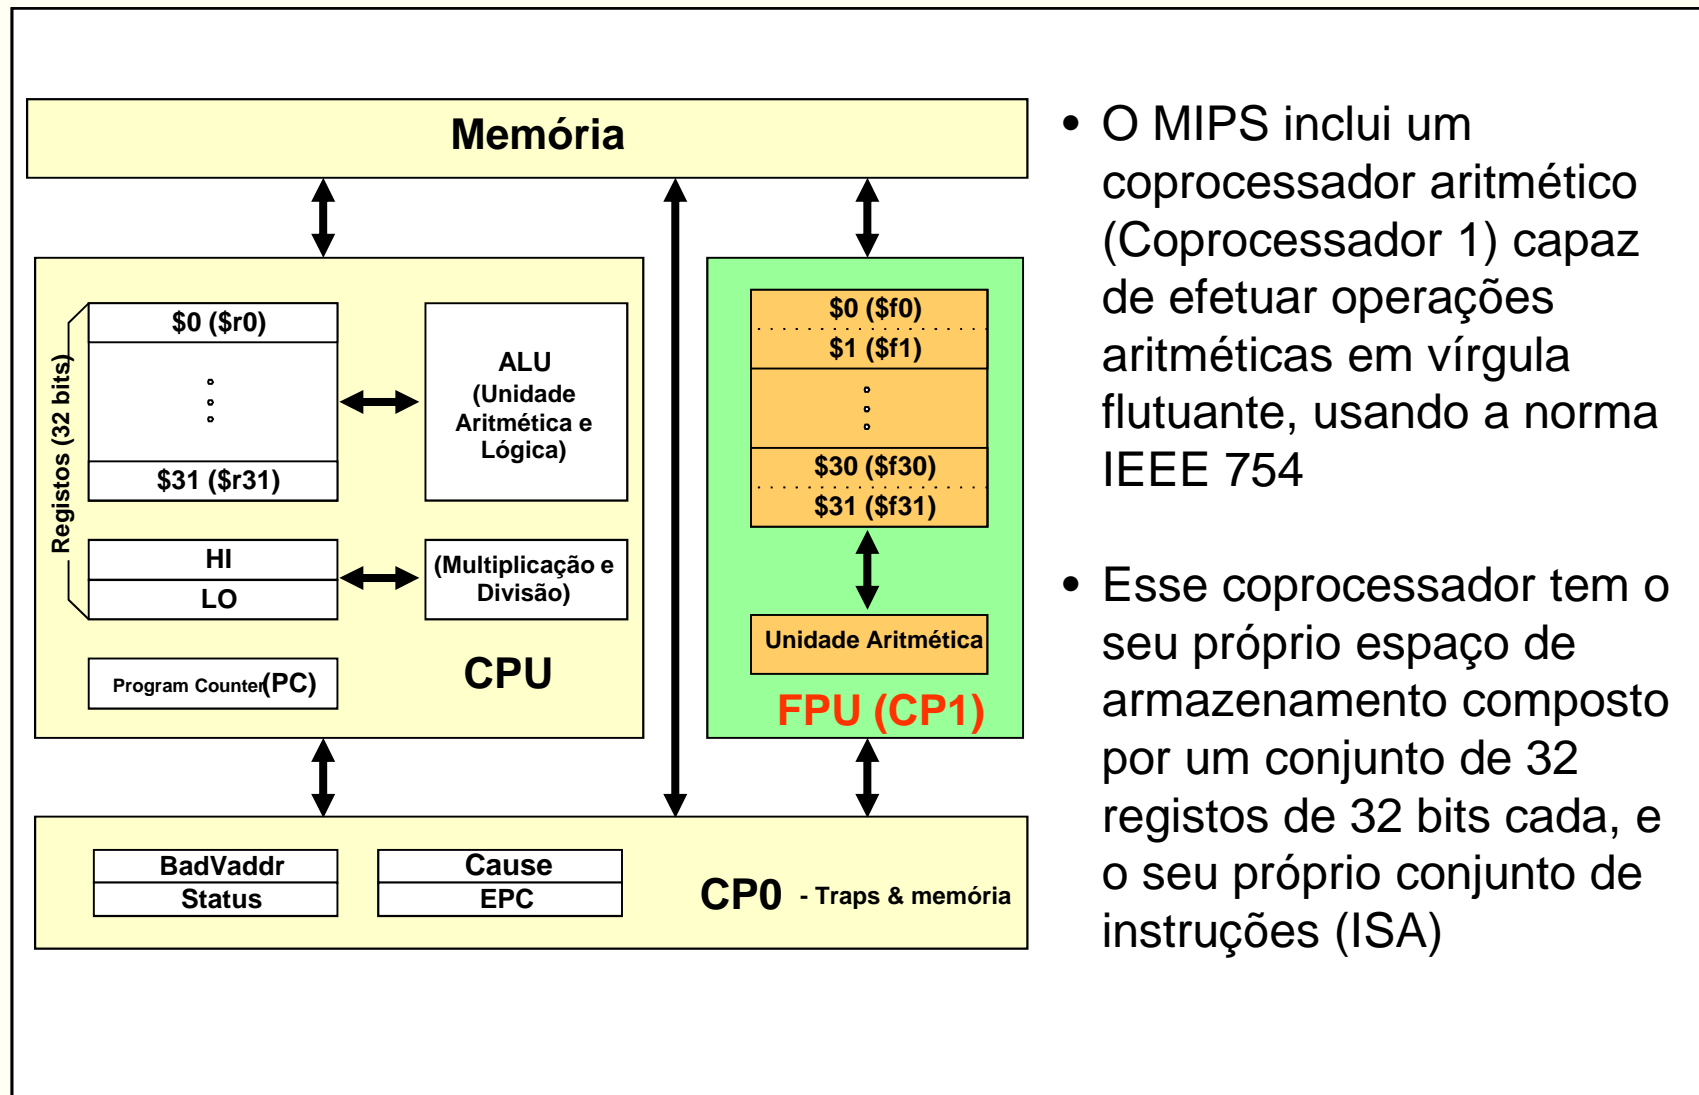 Memória
Registos (32 bits)
$0 ($r0)
$31 ($r31)
ALU
(Unidade
Aritmética e
Lógica)
HI
LO
(Multiplicação e
Divisão)
Program Counter(PC)
CPU
$0 ($f0)
$1 ($f1)
$30 ($f30)
$31 ($f31)
Unidade Aritmética
FPU (CP1)
BadVaddr
Status
Cause
EPC
CP0 - Traps & memória
• O MIPS inclui um
coprocessador aritmético
(Coprocessador 1) capaz
de efetuar operações
aritméticas em vírgula
flutuante, usando a norma
IEEE 754
• Esse coprocessador tem o
seu próprio espaço de
armazenamento composto
por um conjunto de 32
registos de 32 bits cada, e
o seu próprio conjunto de
instruções (ISA)